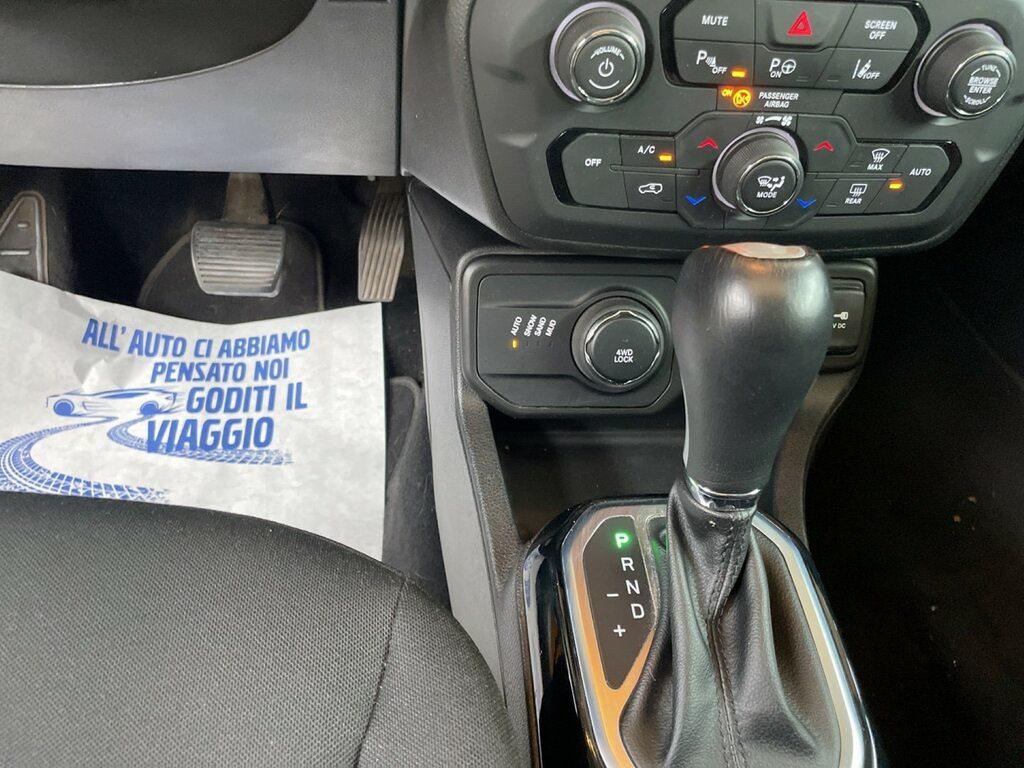 MUTE
SCREEN
OFF
VOLUME
P OFF
P ON
OFF
TUNE
BROWSE
ENTER
SCROLL
ON
PASSENGER
AIRBAG
OFF
A/C
MODE
MAX
REAR
AUTO
AUTO
SNOW
SAND
MUD
4WD
LOCK
V DC
P
R
N
D
−
+
ALL' AUTO CI ABBIAMO
PENSATO NOI
GODITI IL
VIAGGIO